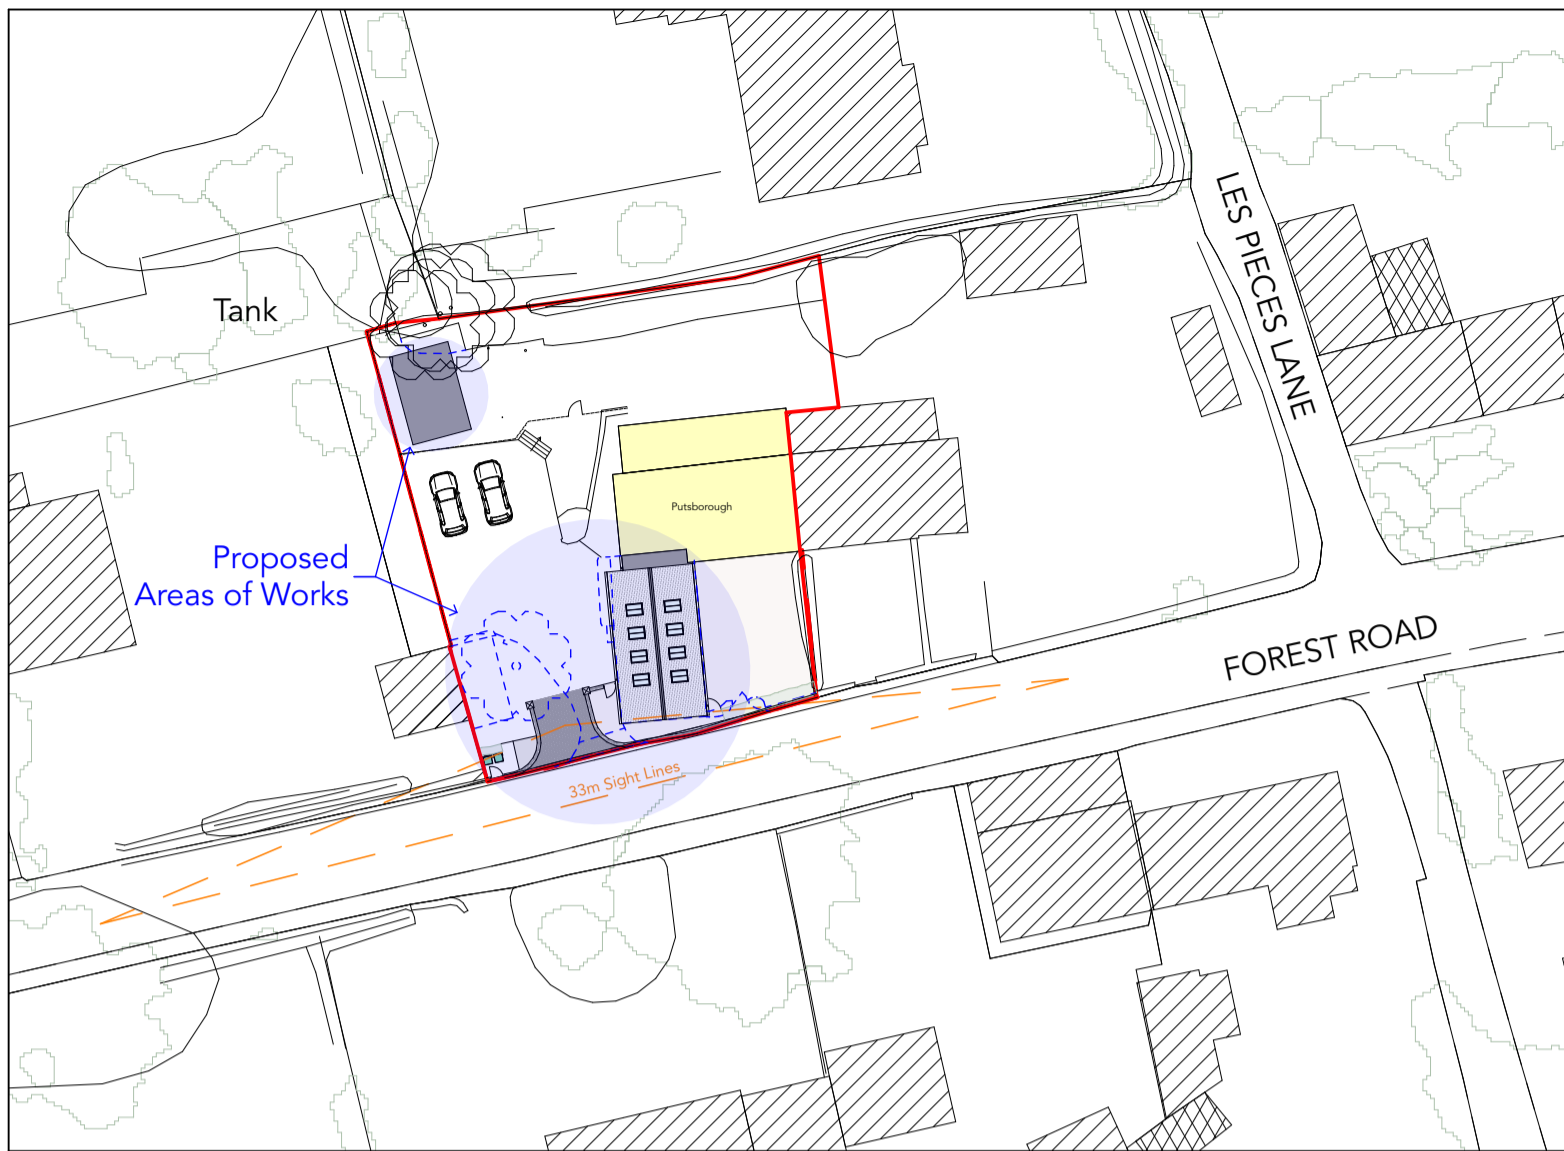 LES PIECES LANE
Tank
Putsborough
Proposed
Areas of Works
FOREST ROAD
33m Sight Lines